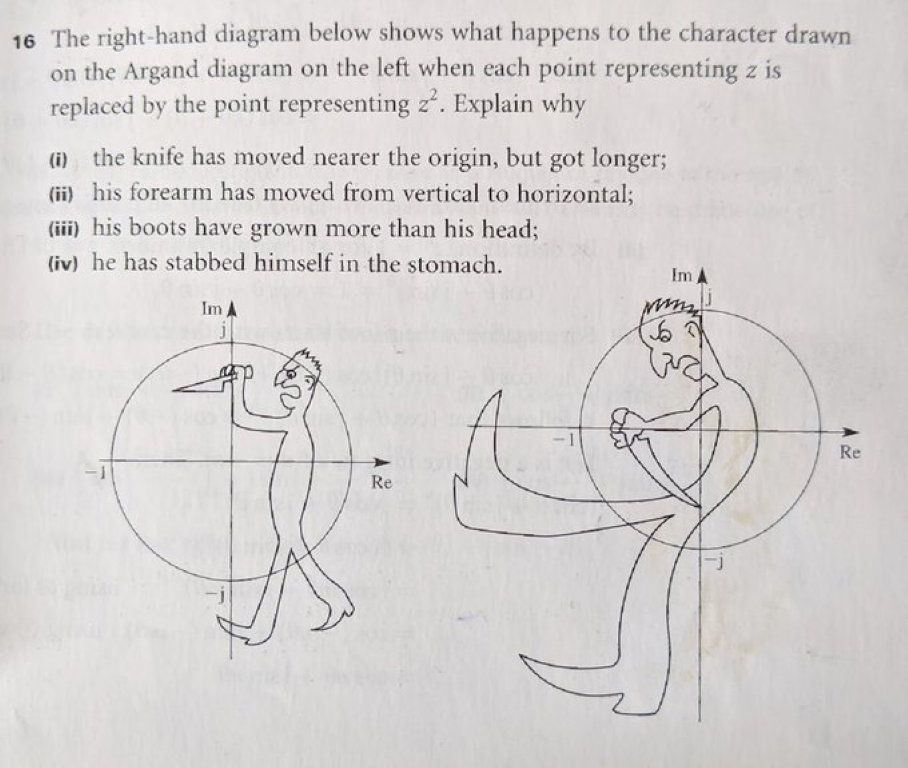 16 The right-hand diagram below shows what happens to the character drawn
on the Argand diagram on the left when each point representing z is
replaced by the point representing z². Explain why
(i) the knife has moved nearer the origin, but got longer;
(ii) his forearm has moved from vertical to horizontal;
(iii) his boots have grown more than his head;
(iv) he has stabbed himself in the stomach.
Im
j
-1
Re
-j
Im
j
-1
Re
-j